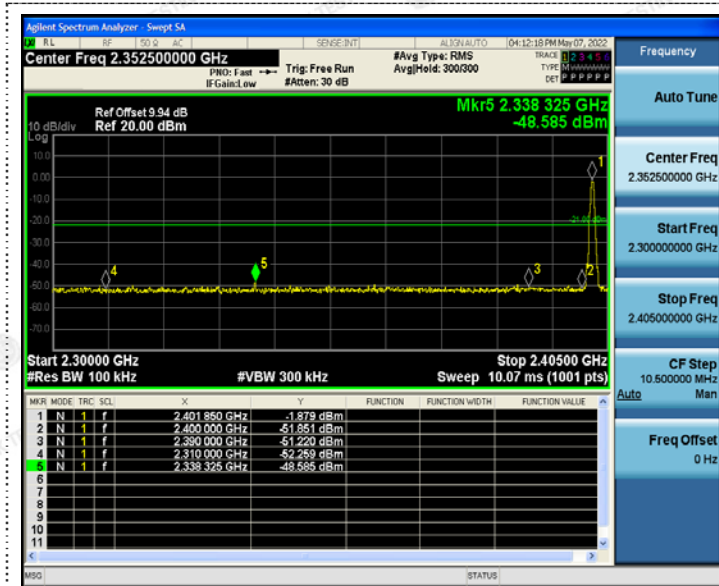 Agilent Spectrum Analyzer - Swept SA
RL RF 50 Ω AC SENSE:INT ALIGN AUTO 04:12:18 PM May 07, 2022
Center Freq 2.352500000 GHz
PNO: Fast
IFGain:Low
Trig: Free Run
#Atten: 30 dB
#Avg Type: RMS
Avg|Hold: 300/300
TRACE 1 2 3 4 5 6
TYPE M
DET P P P P P P
Frequency
Auto Tune
Center Freq
2.352500000 GHz
Start Freq
2.300000000 GHz
Stop Freq
2.405000000 GHz
CF Step
10.500000 MHz
Auto Man
Freq Offset
0 Hz
Mkr5 2.338 325 GHz
-48.585 dBm
Ref Offset 9.94 dB
10 dB/div Ref 20.00 dBm
Log
10.0
0.00
-10.0
-20.0
-30.0
-40.0
-50.0
-60.0
-70.0
1
4
5
3
2
Start 2.30000 GHz Stop 2.40500 GHz
#Res BW 100 kHz #VBW 300 kHz Sweep 10.07 ms (1001 pts)
MKR MODE TRC SCL X Y FUNCTION FUNCTION WIDTH FUNCTION VALUE
1 N 1 f 2.401 850 GHz -1.879 dBm
2 N 1 f 2.400 000 GHz -51.851 dBm
3 N 1 f 2.390 000 GHz -51.220 dBm
4 N 1 f 2.310 000 GHz -52.259 dBm
5 N 1 f 2.338 325 GHz -48.585 dBm
6
7
8
9
10
11
MSG STATUS